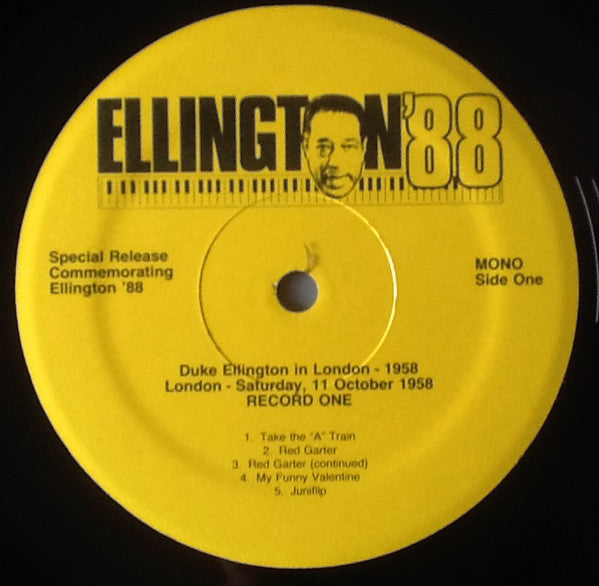 ELLINGTON '88
Special Release
Commemorating
Ellington '88
MONO
Side One
Duke Ellington in London - 1958
London - Saturday, 11 October 1958
RECORD ONE
1. Take the "A" Train
2. Red Garter
3. Red Garter (continued)
4. My Funny Valentine
5. Juniflip